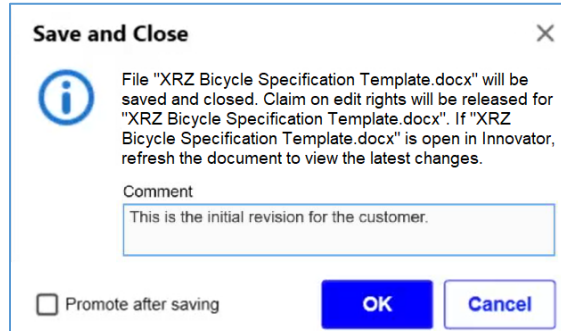 Save and Close
File "XRZ Bicycle Specification Template.docx" will be
saved and closed. Claim on edit rights will be released for
"XRZ Bicycle Specification Template.docx". If "XRZ
Bicycle Specification Template.docx" is open in Innovator,
refresh the document to view the latest changes.
Comment
This is the initial revision for the customer.
Promote after saving
OK
Cancel